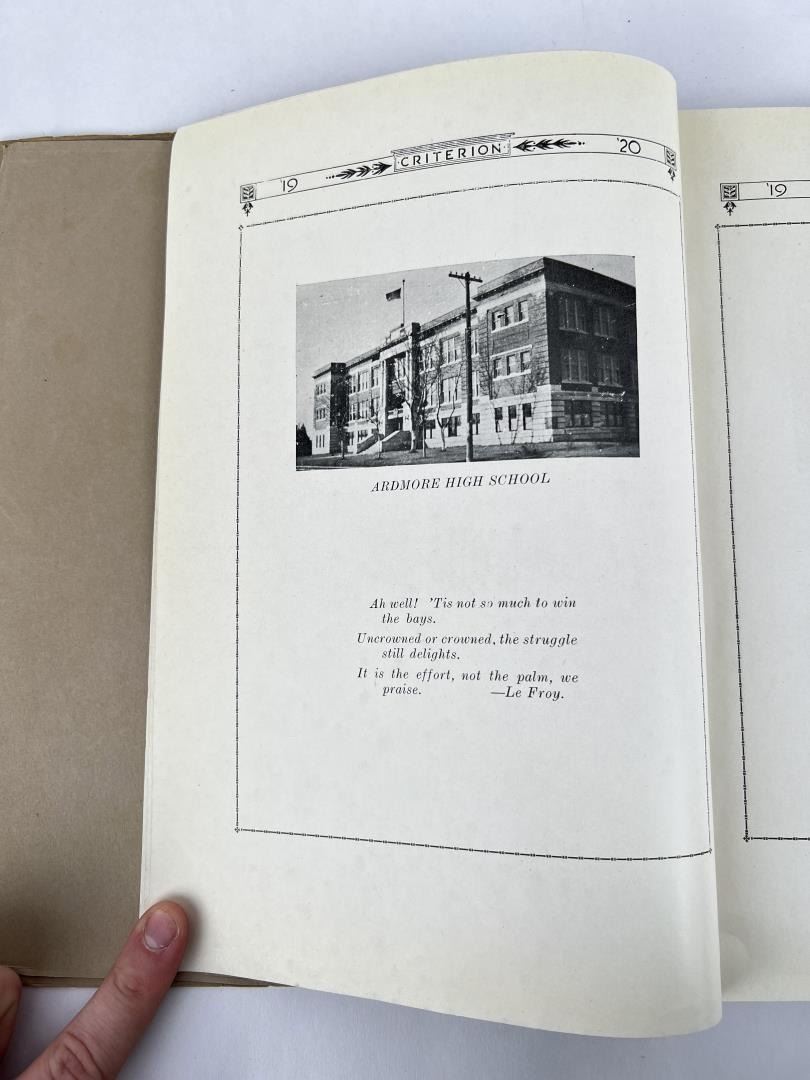 '19 CRITERION '20
ARDMORE HIGH SCHOOL
Ah well! 'Tis not so much to win
the bays.
Uncrowned or crowned, the struggle
still delights.
It is the effort, not the palm, we
praise. —Le Froy.
'19